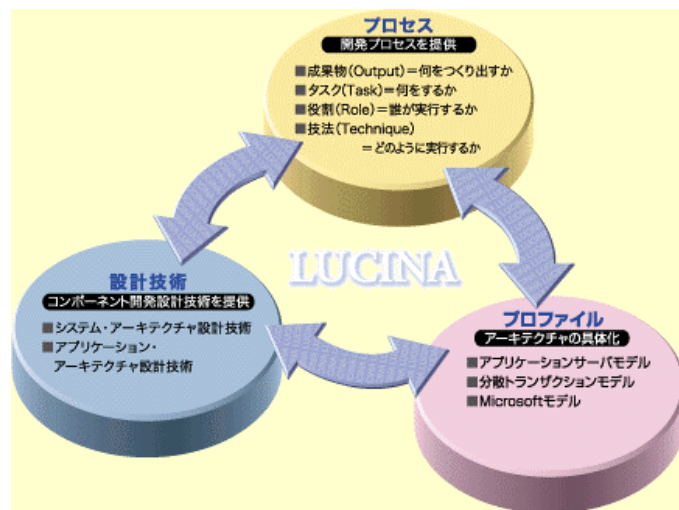 プロセス
開発プロセスを提供
■成果物(Output)=何をつくり出すか
■タスク(Task)=何をするか
■役割(Role)=誰が実行するか
■技法(Technique)
=どのように実行するか
LUCINA
設計技術
コンポーネント開発設計技術を提供
■システム・アーキテクチャ設計技術
■アプリケーション・
アーキテクチャ設計技術
プロファイル
アーキテクチャの具体化
■アプリケーションサーバモデル
■分散トランザクションモデル
■Microsoftモデル